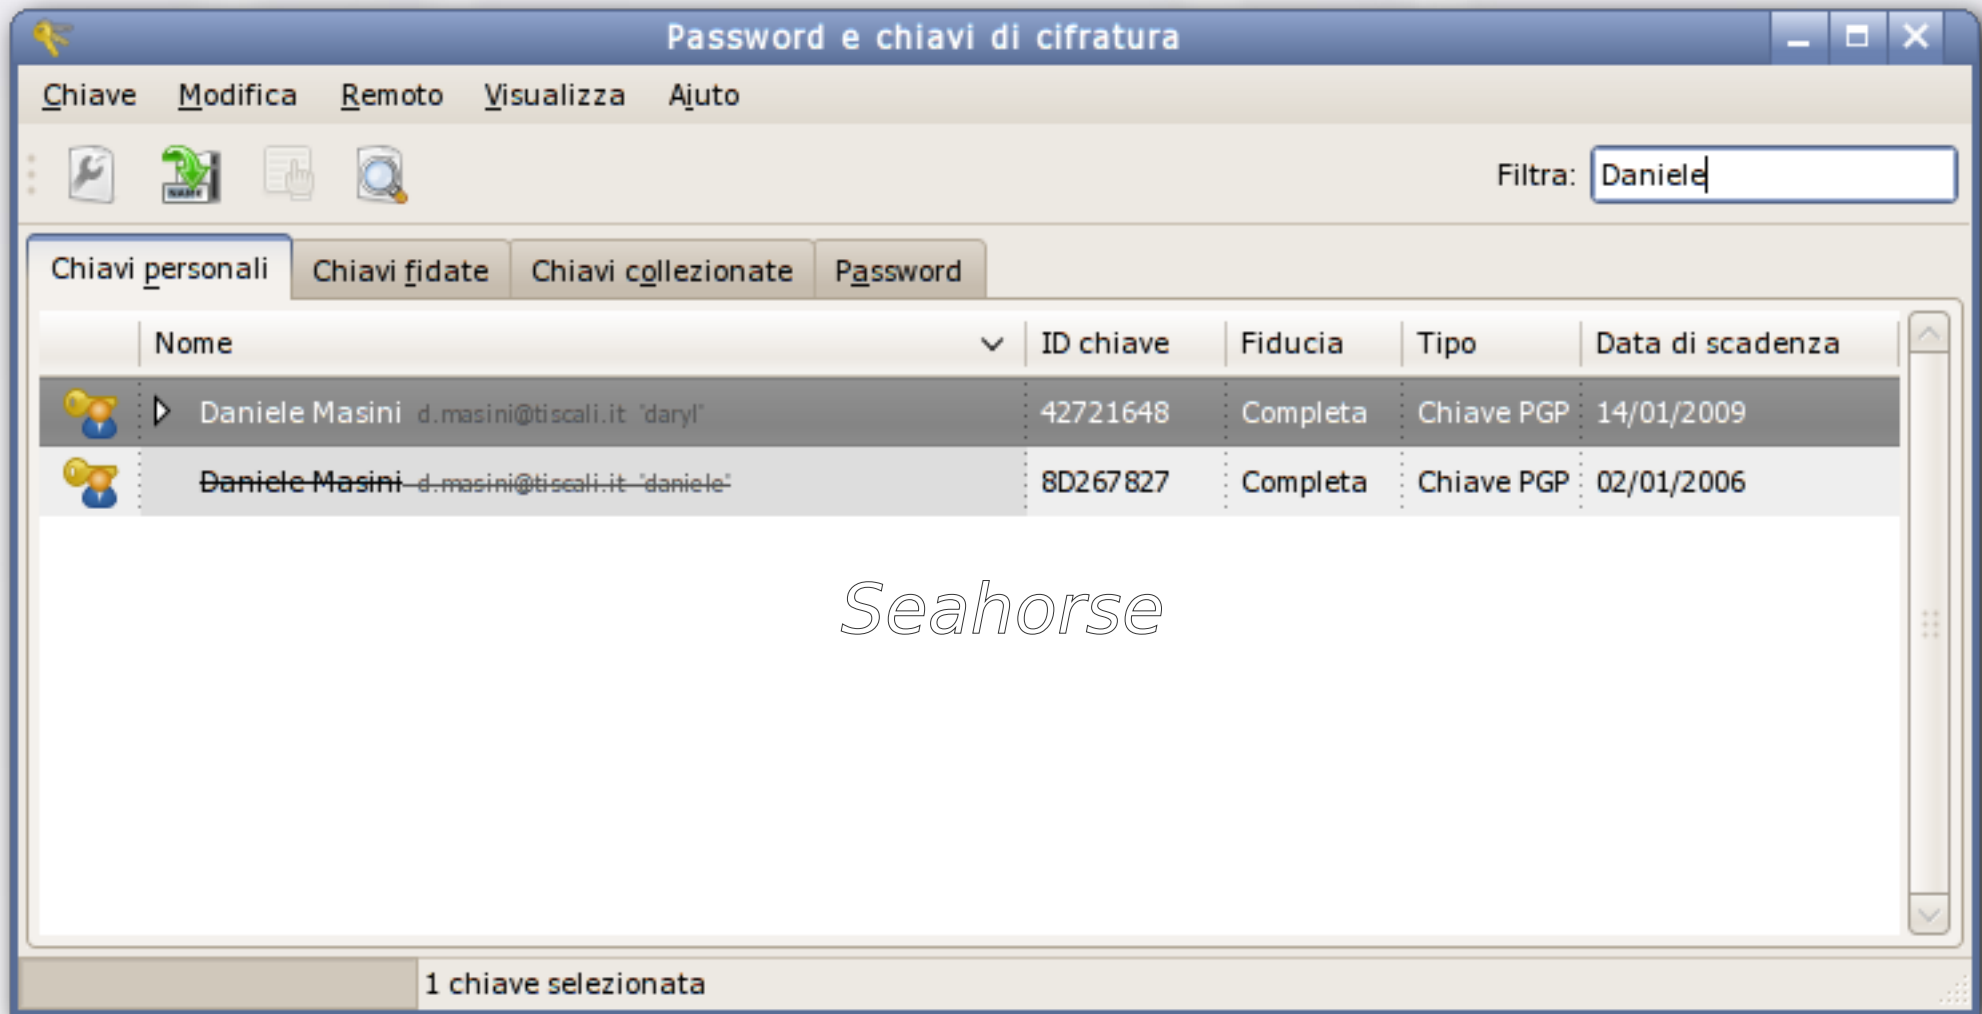 Password e chiavi di cifratura
Chiave Modifica Remoto Visualizza Aiuto
NAME
Filtra: Daniele
Chiavi personali Chiavi fidate Chiavi collezionate Password
Nome ID chiave Fiducia Tipo Data di scadenza
Daniele Masini d.masini@tiscali.it "daryl" 42721648 Completa Chiave PGP 14/01/2009
Daniele Masini d.masini@tiscali.it "daniele" 8D267827 Completa Chiave PGP 02/01/2006
Seahorse
1 chiave selezionata